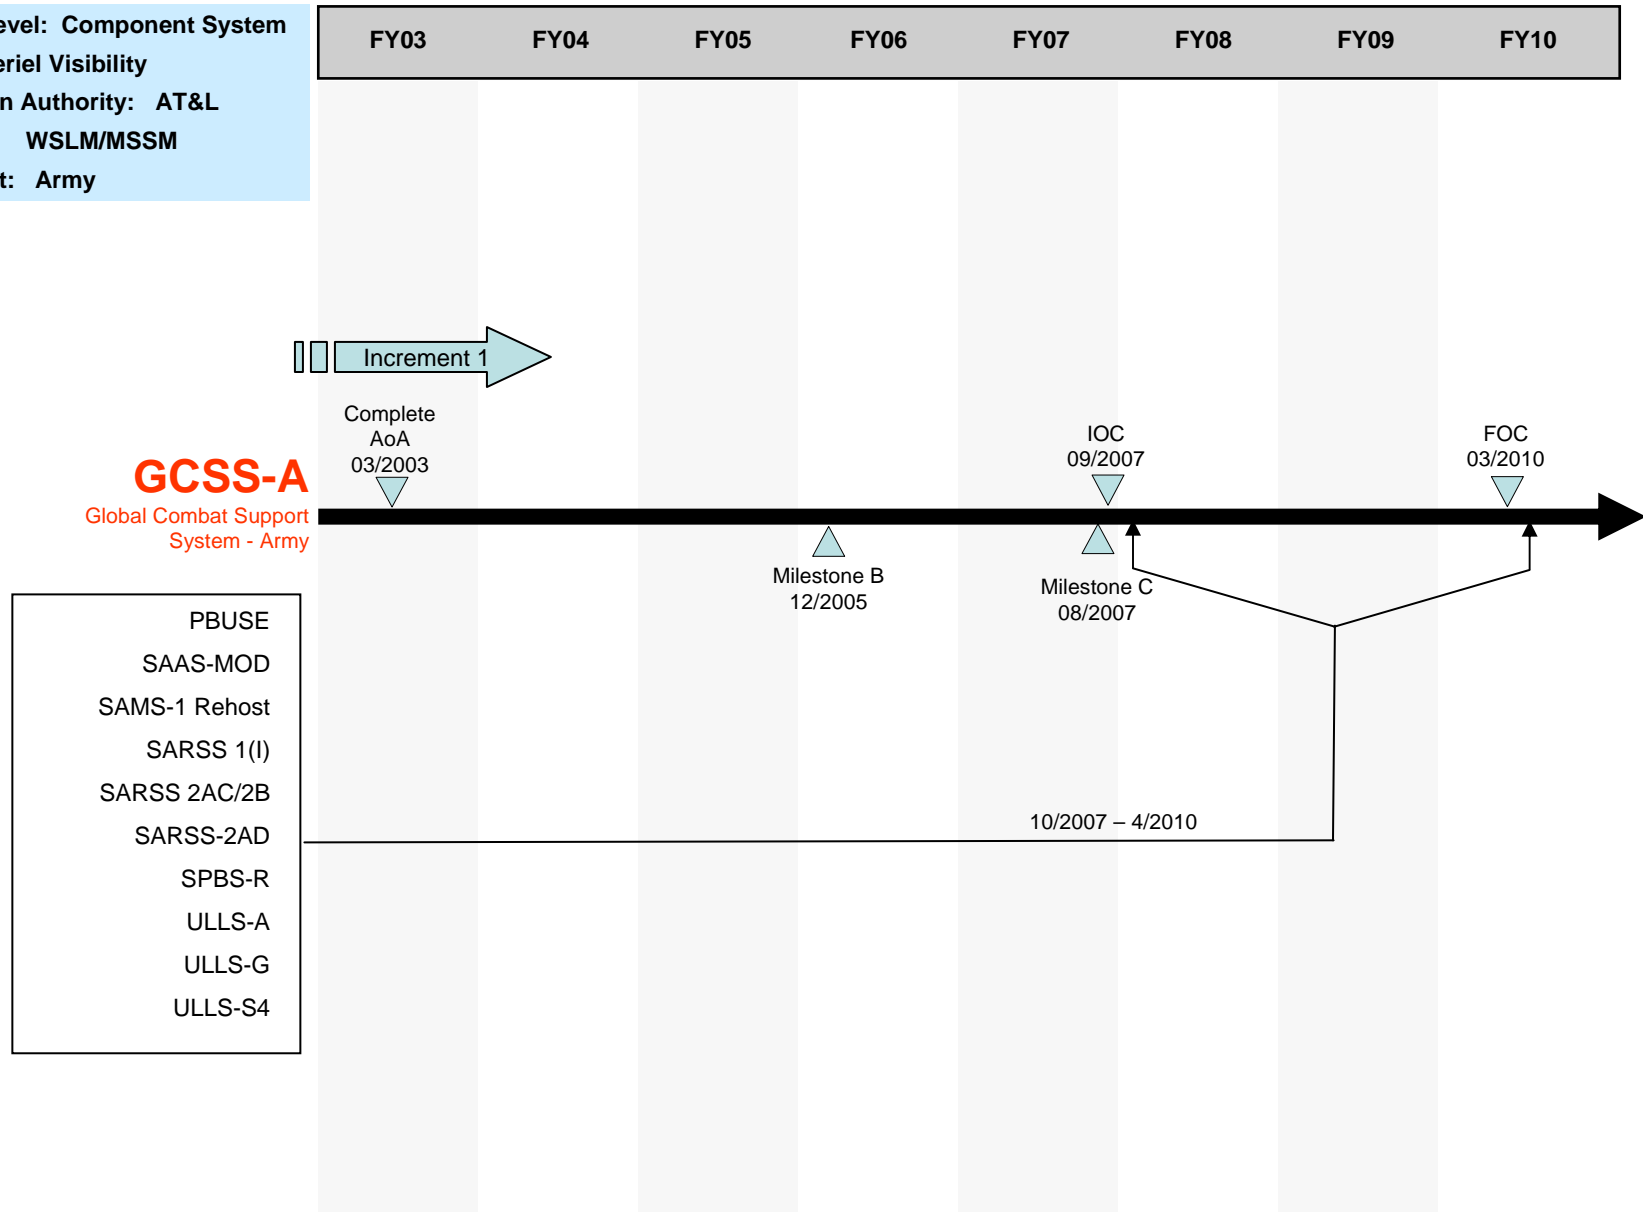 evel: Component System
eriel Visibility
n Authority: AT&L
WSLM/MSSM
t: Army
FY03 FY04 FY05 FY06 FY07 FY08 FY09 FY10
Increment 1
Complete
AoA
03/2003
IOC
09/2007
FOC
03/2010
GCSS-A
Global Combat Support
System - Army
Milestone B
12/2005
Milestone C
08/2007
PBUSE
SAAS-MOD
SAMS-1 Rehost
SARSS 1(I)
SARSS 2AC/2B
SARSS-2AD
SPBS-R
ULLS-A
ULLS-G
ULLS-S4
10/2007 – 4/2010